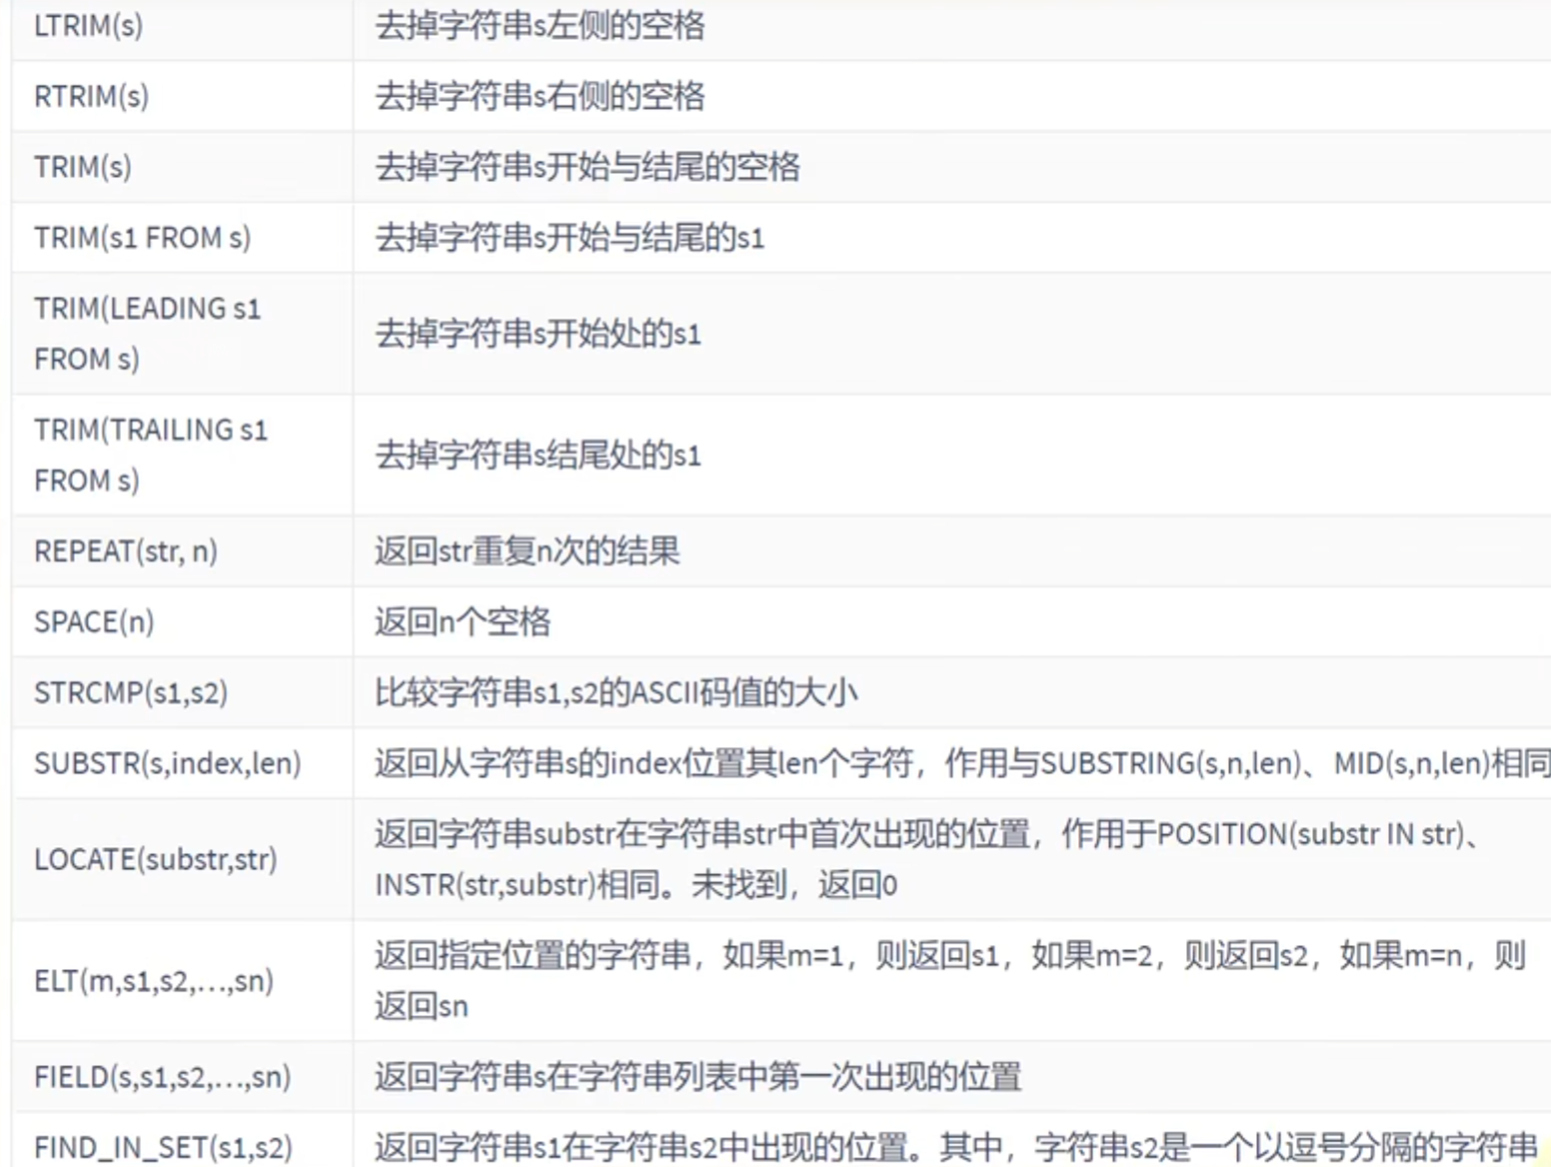 LTRIM(s) 去掉字符串s左侧的空格
RTRIM(s) 去掉字符串s右侧的空格
TRIM(s) 去掉字符串s开始与结尾的空格
TRIM(s1 FROM s) 去掉字符串s开始与结尾的s1
TRIM(LEADING s1
FROM s)
去掉字符串s开始处的s1
TRIM(TRAILING s1
FROM s)
去掉字符串s结尾处的s1
REPEAT(str, n) 返回str重复n次的结果
SPACE(n) 返回n个空格
STRCMP(s1,s2) 比较字符串s1,s2的ASCII码值的大小
SUBSTR(s,index,len) 返回从字符串s的index位置其len个字符，作用与SUBSTRING(s,n,len)、MID(s,n,len)相同
LOCATE(substr,str)
返回字符串substr在字符串str中首次出现的位置，作用于POSITION(substr IN str)、
INSTR(str,substr)相同。未找到，返回0
ELT(m,s1,s2,…,sn)
返回指定位置的字符串，如果m=1，则返回s1，如果m=2，则返回s2，如果m=n，则
返回sn
FIELD(s,s1,s2,…,sn) 返回字符串s在字符串列表中第一次出现的位置
FIND_IN_SET(s1,s2) 返回字符串s1在字符串s2中出现的位置。其中，字符串s2是一个以逗号分隔的字符串